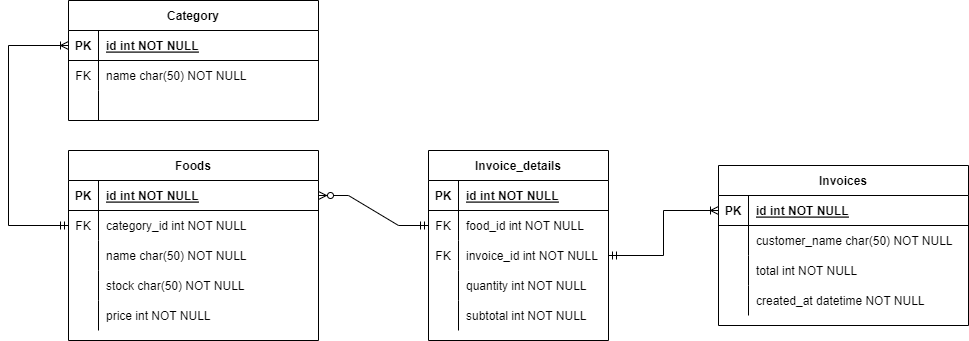 Category
PK id int NOT NULL
FK name char(50) NOT NULL
Foods
PK id int NOT NULL
FK category_id int NOT NULL
name char(50) NOT NULL
stock char(50) NOT NULL
price int NOT NULL
Invoice_details
PK id int NOT NULL
FK food_id int NOT NULL
FK invoice_id int NOT NULL
quantity int NOT NULL
subtotal int NOT NULL
Invoices
PK id int NOT NULL
customer_name char(50) NOT NULL
total int NOT NULL
created_at datetime NOT NULL